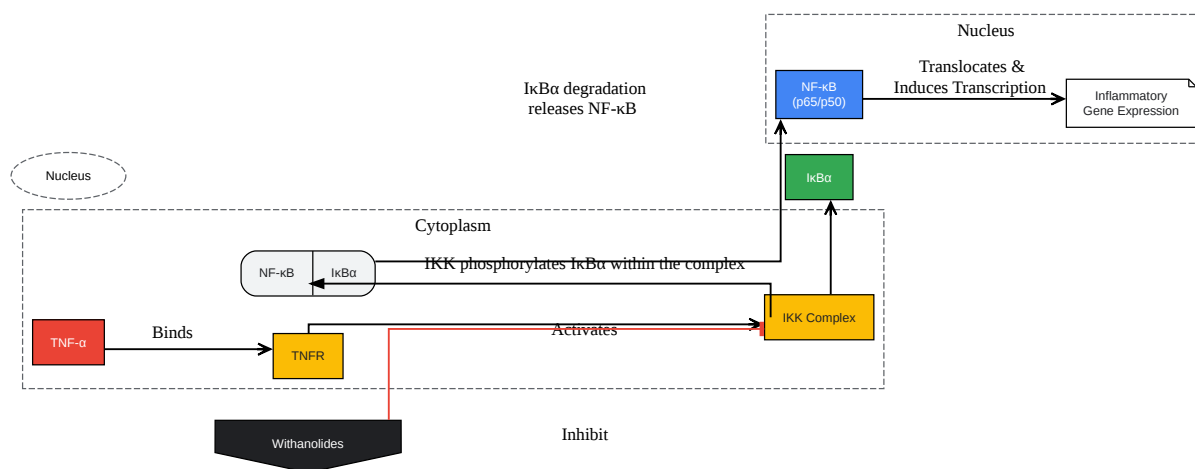 Nucleus
Translocates &
Induces Transcription
NF-κB
(p65/p50)
Inflammatory
Gene Expression
IκBα degradation
releases NF-κB
Nucleus
IκBα
Cytoplasm
NF-κB
IκBα
IKK phosphorylates IκBα within the complex
IKK Complex
TNF-α
Binds
TNFR
Activates
Withanolides
Inhibit